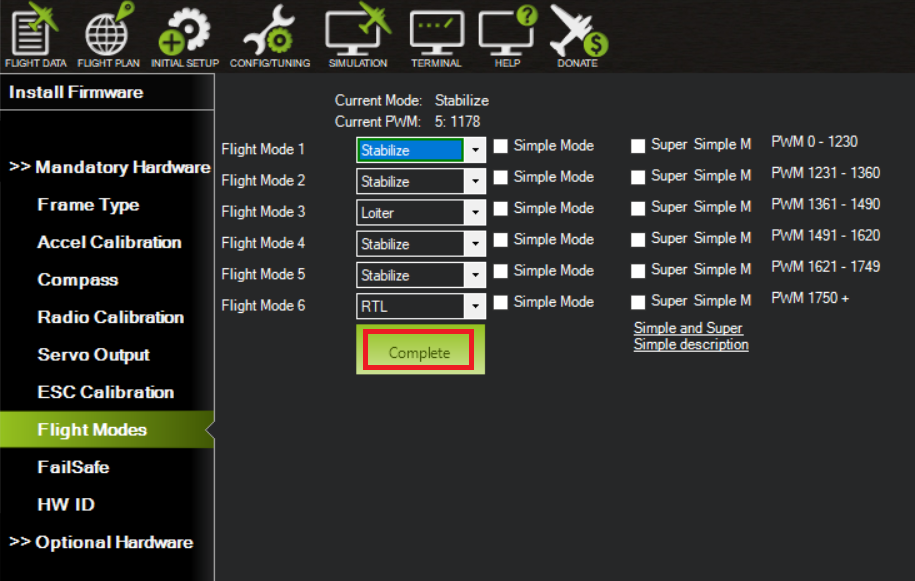 FLIGHT DATA FLIGHT PLAN INITIAL SETUP CONFIG/TUNING SIMULATION TERMINAL HELP DONATE
Install Firmware
>> Mandatory Hardware
Frame Type
Accel Calibration
Compass
Radio Calibration
Servo Output
ESC Calibration
Flight Modes
FailSafe
HW ID
>> Optional Hardware
Current Mode: Stabilize
Current PWM: 5: 1178
Flight Mode 1 Stabilize Simple Mode Super Simple M PWM 0 - 1230
Flight Mode 2 Stabilize Simple Mode Super Simple M PWM 1231 - 1360
Flight Mode 3 Loiter Simple Mode Super Simple M PWM 1361 - 1490
Flight Mode 4 Stabilize Simple Mode Super Simple M PWM 1491 - 1620
Flight Mode 5 Stabilize Simple Mode Super Simple M PWM 1621 - 1749
Flight Mode 6 RTL Simple Mode Super Simple M PWM 1750 +
Simple and Super
Simple description
Complete